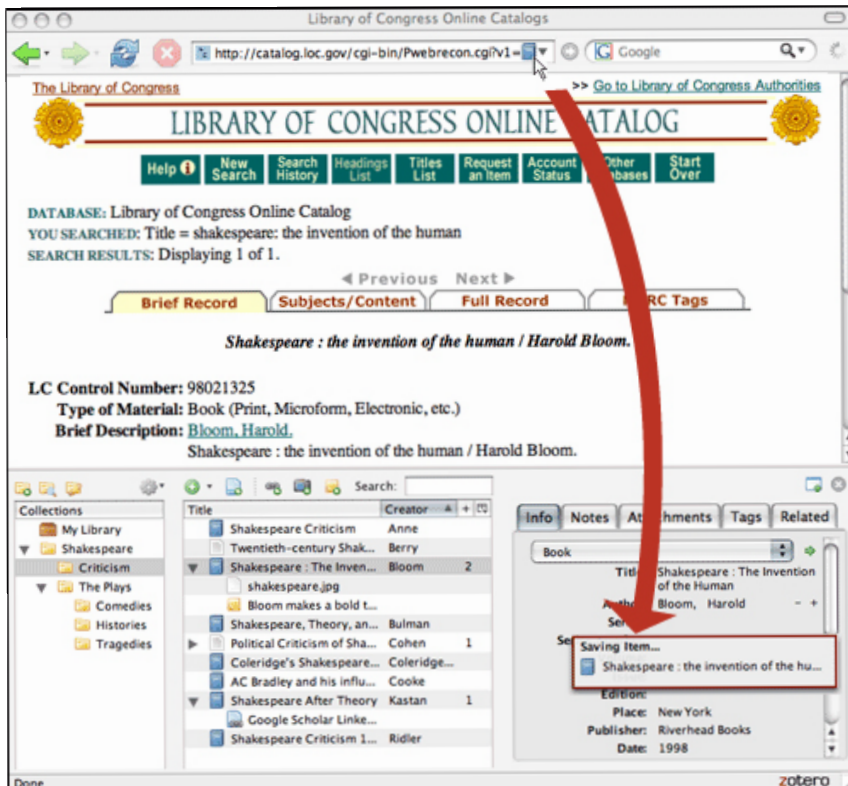 Library of Congress Online Catalogs
http://catalog.loc.gov/cgi-bin/Pwebrecon.cgi?v1=
Google
The Library of Congress
>> Go to Library of Congress Authorities
LIBRARY OF CONGRESS ONLINE ATALOG
Help
New Search
Search History
Headings List
Titles List
Request an Item
Account Status
Other
Start Over
DATABASE: Library of Congress Online Catalog
YOU SEARCHED: Title = shakespeare: the invention of the human
SEARCH RESULTS: Displaying 1 of 1.
Previous Next
Brief Record
Subjects/Content
Full Record
RC Tags
Shakespeare : the invention of the human / Harold Bloom.
LC Control Number: 98021325
Type of Material: Book (Print, Microform, Electronic, etc.)
Brief Description: Bloom, Harold.
Shakespeare : the invention of the human / Harold Bloom.
Search:
Collections
My Library
Shakespeare
Criticism
The Plays
Comedies
Histories
Tragedies
Title Creator +
Shakespeare Criticism Anne
Twentieth-century Shak... Berry
Shakespeare : The Inven... Bloom 2
shakespeare.jpg
Bloom makes a bold t...
Shakespeare, Theory, an... Bulman
Political Criticism of Sha... Cohen 1
Coleridge's Shakespeare... Coleridge...
AC Bradley and his influ... Cooke
Shakespeare After Theory Kastan 1
Google Scholar Linke...
Shakespeare Criticism 1... Ridler
Info Notes At hments Tags Related
Book
Title: Shakespeare : The Invention
of the Human
Bloom, Harold - +
Saving Item...
Shakespeare : the invention of the hu...
Edition:
Place: New York
Publisher: Riverhead Books
Date: 1998
Done
zotero